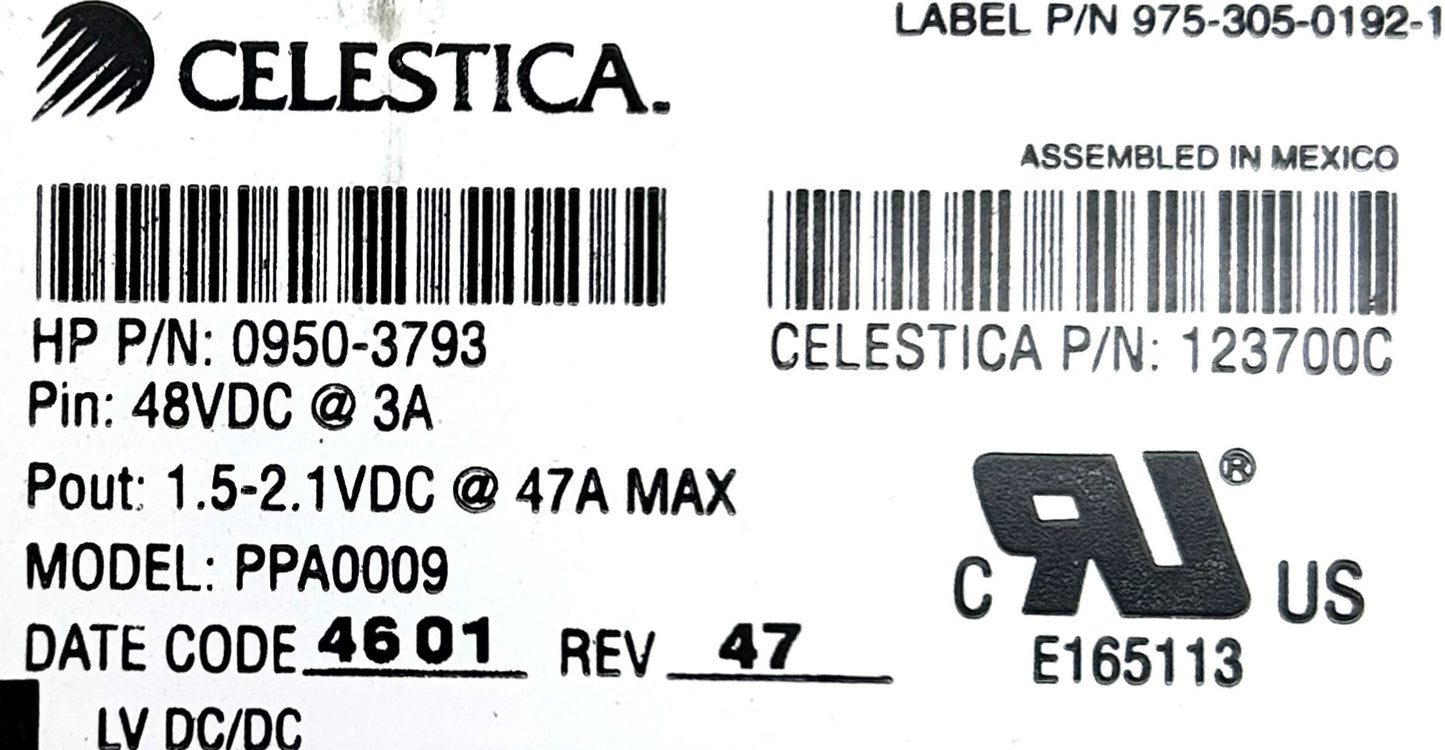 CELESTICA.
LABEL P/N 975-305-0192-1
ASSEMBLED IN MEXICO
HP P/N: 0950-3793
CELESTICA P/N: 123700C
Pin: 48VDC @ 3A
Pout: 1.5-2.1VDC @ 47A MAX
MODEL: PPA0009
DATE CODE 4601 REV 47
C RU® US
E165113
LV DC/DC